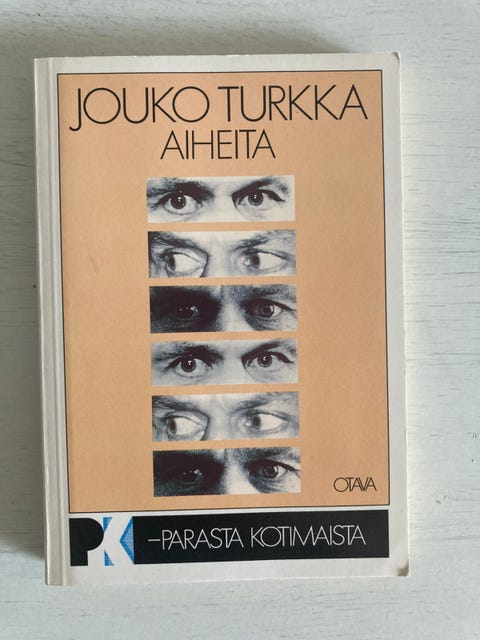 JOUKO TURKKA
AIHEITA
OTAVA
PK –PARASTA KOTIMAISTA